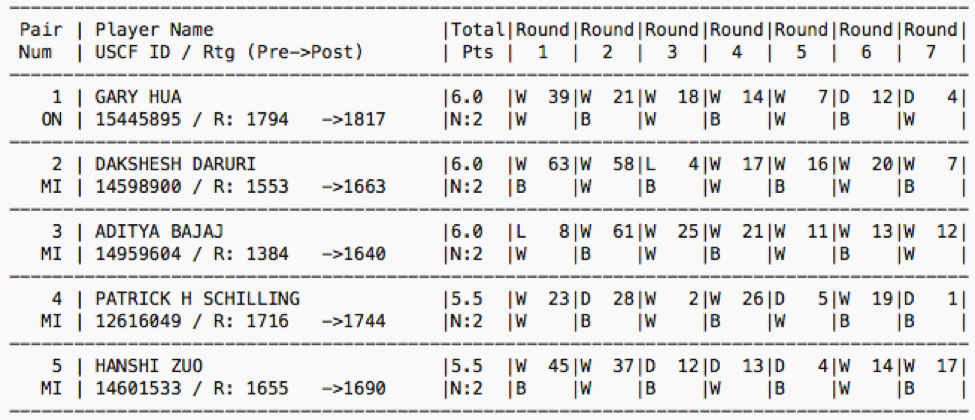 -----------------------------------------------------------------------------------------
 Pair | Player Name                     |Total|Round|Round|Round|Round|Round|Round|Round|
 Num  | USCF ID / Rtg (Pre->Post)       | Pts |  1  |  2  |  3  |  4  |  5  |  6  |  7  |
-----------------------------------------------------------------------------------------
    1 | GARY HUA                        |6.0  |W  39|W  21|W  18|W  14|W   7|D  12|D   4|
   ON | 15445895 / R: 1794   ->1817     |N:2  |W    |B    |W    |B    |W    |B    |W    |
-----------------------------------------------------------------------------------------
    2 | DAKSHESH DARURI                 |6.0  |W  63|W  58|L   4|W  17|W  16|W  20|W   7|
   MI | 14598900 / R: 1553   ->1663     |N:2  |B    |W    |B    |W    |B    |W    |B    |
-----------------------------------------------------------------------------------------
    3 | ADITYA BAJAJ                    |6.0  |L   8|W  61|W  25|W  21|W  11|W  13|W  12|
   MI | 14959604 / R: 1384   ->1640     |N:2  |W    |B    |W    |B    |W    |B    |W    |
-----------------------------------------------------------------------------------------
    4 | PATRICK H SCHILLING             |5.5  |W  23|D  28|W   2|W  26|D   5|W  19|D   1|
   MI | 12616049 / R: 1716   ->1744     |N:2  |W    |B    |W    |B    |W    |B    |B    |
-----------------------------------------------------------------------------------------
    5 | HANSHI ZUO                      |5.5  |W  45|W  37|D  12|D  13|D   4|W  14|W  17|
   MI | 14601533 / R: 1655   ->1690     |N:2  |B    |W    |B    |W    |B    |W    |B    |
-----------------------------------------------------------------------------------------